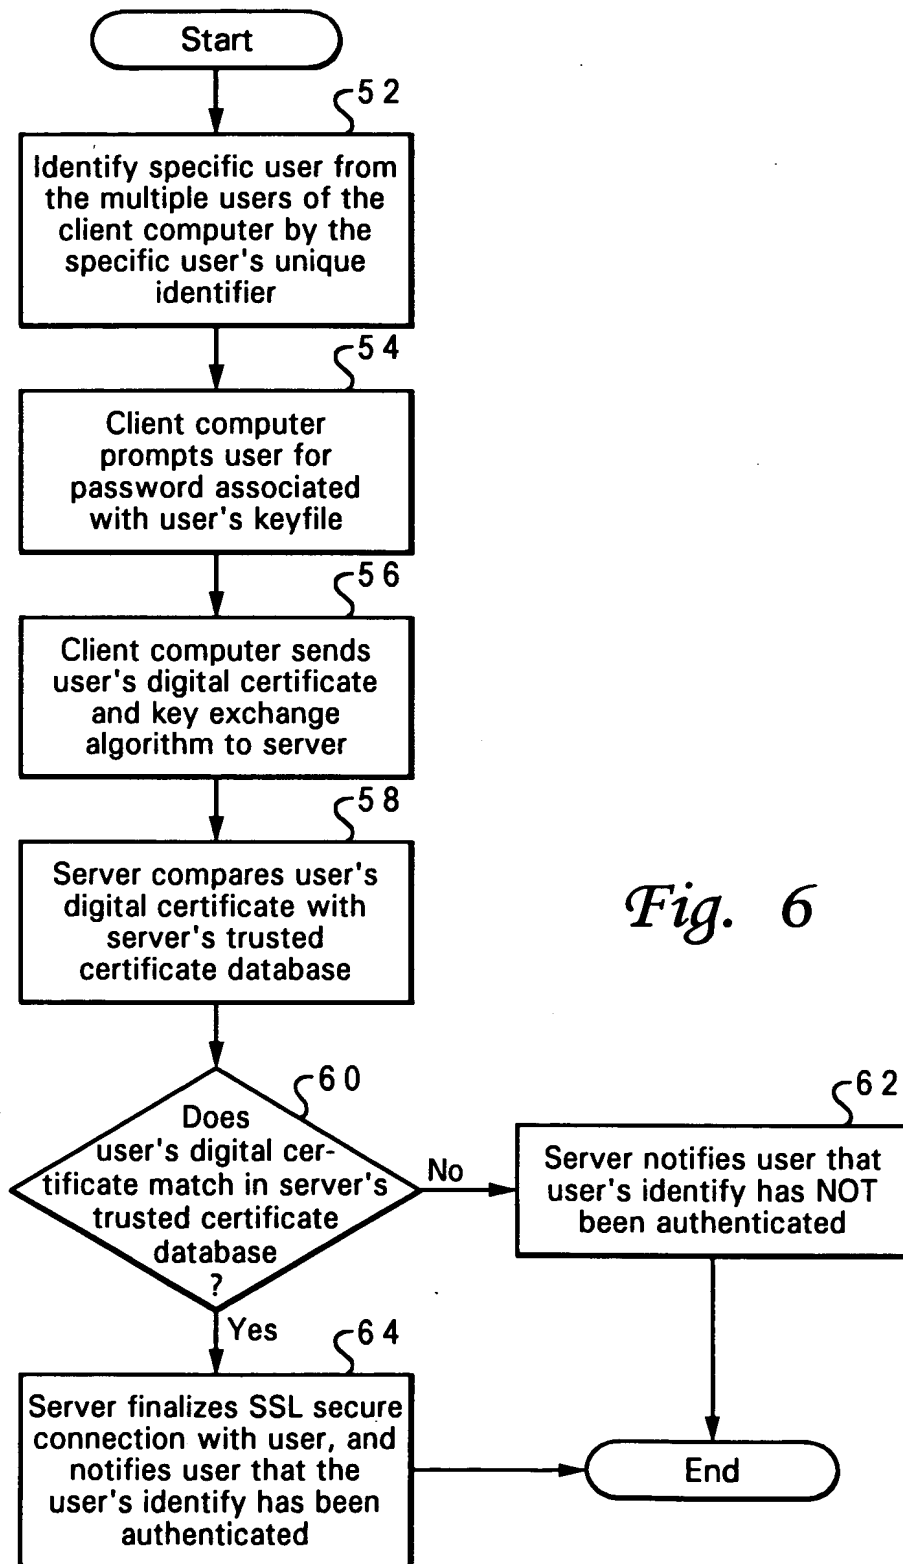 Start
52
Identify specific user from
the multiple users of the
client computer by the
specific user's unique
identifier
54
Client computer
prompts user for
password associated
with user's keyfile
56
Client computer sends
user's digital certificate
and key exchange
algorithm to server
58
Server compares user's
digital certificate with
server's trusted
certificate database
Fig. 6
60
Does
user's digital cer-
tificate match in server's
trusted certificate
database
?
No
62
Server notifies user that
user's identify has NOT
been authenticated
Yes
64
Server finalizes SSL secure
connection with user, and
notifies user that the
user's identify has been
authenticated
End